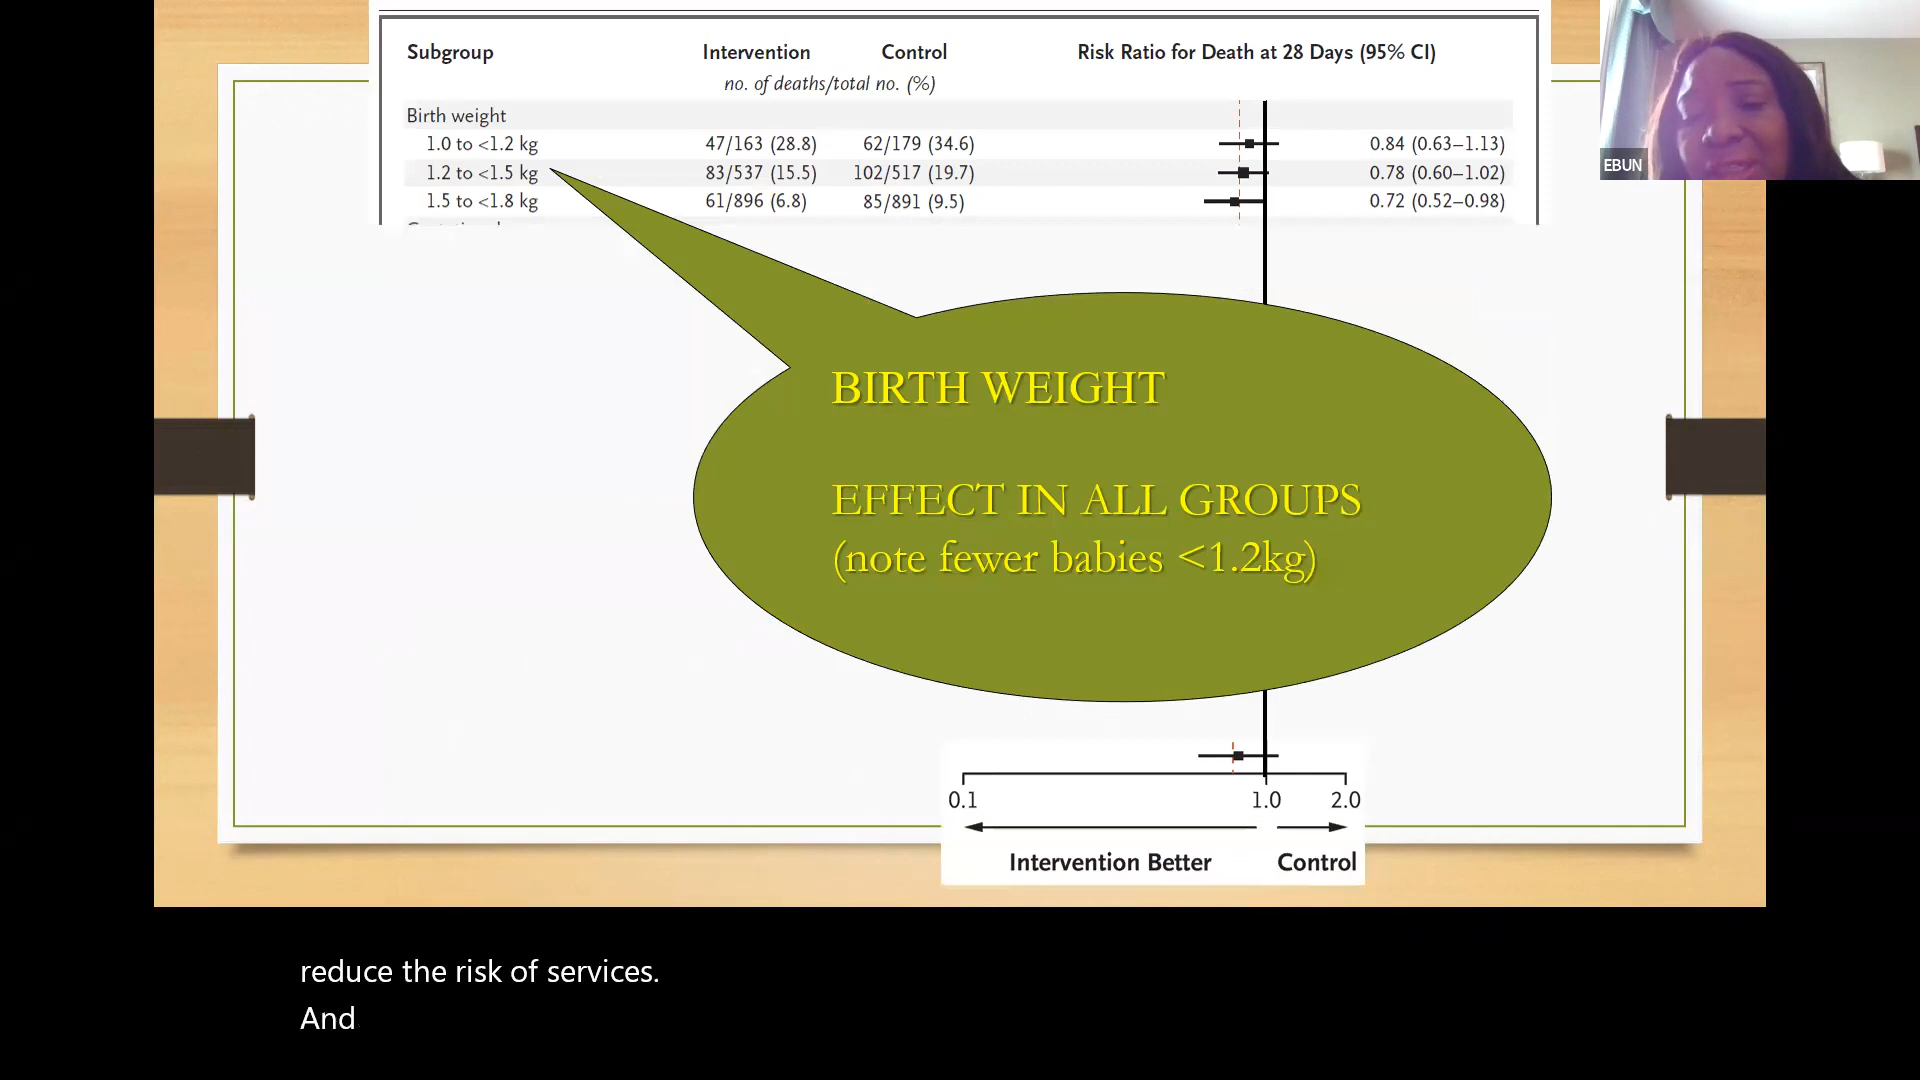 Subgroup Intervention Control Risk Ratio for Death at 28 Days (95% CI)
no. of deaths/total no. (%)
Birth weight
1.0 to <1.2 kg 47/163 (28.8) 62/179 (34.6) 0.84 (0.63–1.13)
1.2 to <1.5 kg 83/537 (15.5) 102/517 (19.7) 0.78 (0.60–1.02)
1.5 to <1.8 kg 61/896 (6.8) 85/891 (9.5) 0.72 (0.52–0.98)
EBUN
BIRTH WEIGHT
EFFECT IN ALL GROUPS
(note fewer babies <1.2kg)
0.1 1.0 2.0
Intervention Better Control
reduce the risk of services.
And